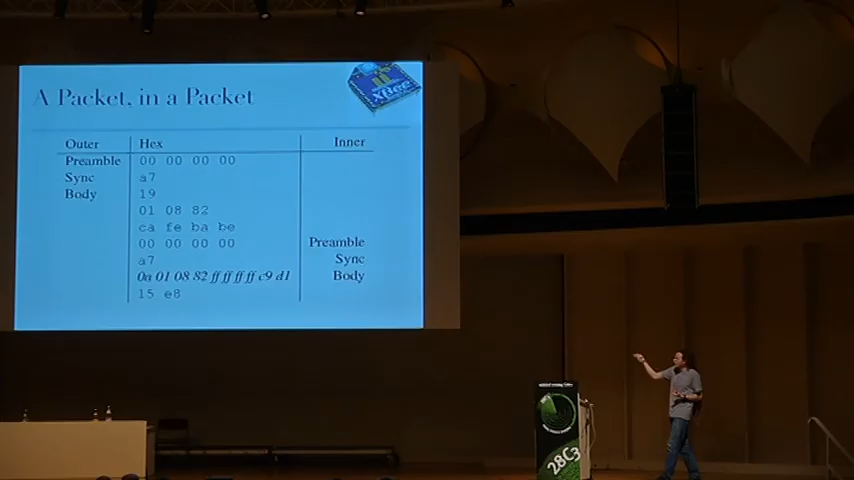 A Packet, in a Packet
XBee
Outer Hex Inner
Preamble 00 00 00 00
Sync a7
Body 19
01 08 82
ca fe ba be
00 00 00 00 Preamble
a7 Sync
0a 01 08 82 ff ff ff ff c9 d1 Body
15 e8
28C3